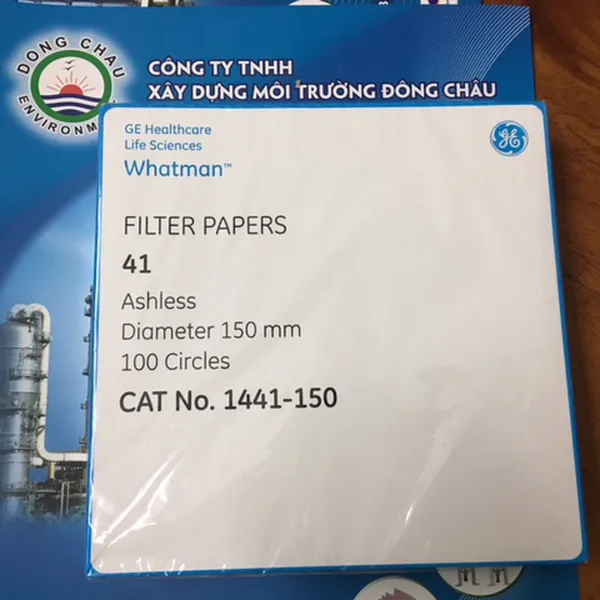 DONG CHAU
ENVIRONM
CÔNG TY TNHH
XÂY DỰNG MÔI TRƯỜNG ĐÔNG CHÂU
GE Healthcare
Life Sciences
Whatman™
GE
FILTER PAPERS
41
Ashless
Diameter 150 mm
100 Circles
CAT No. 1441-150